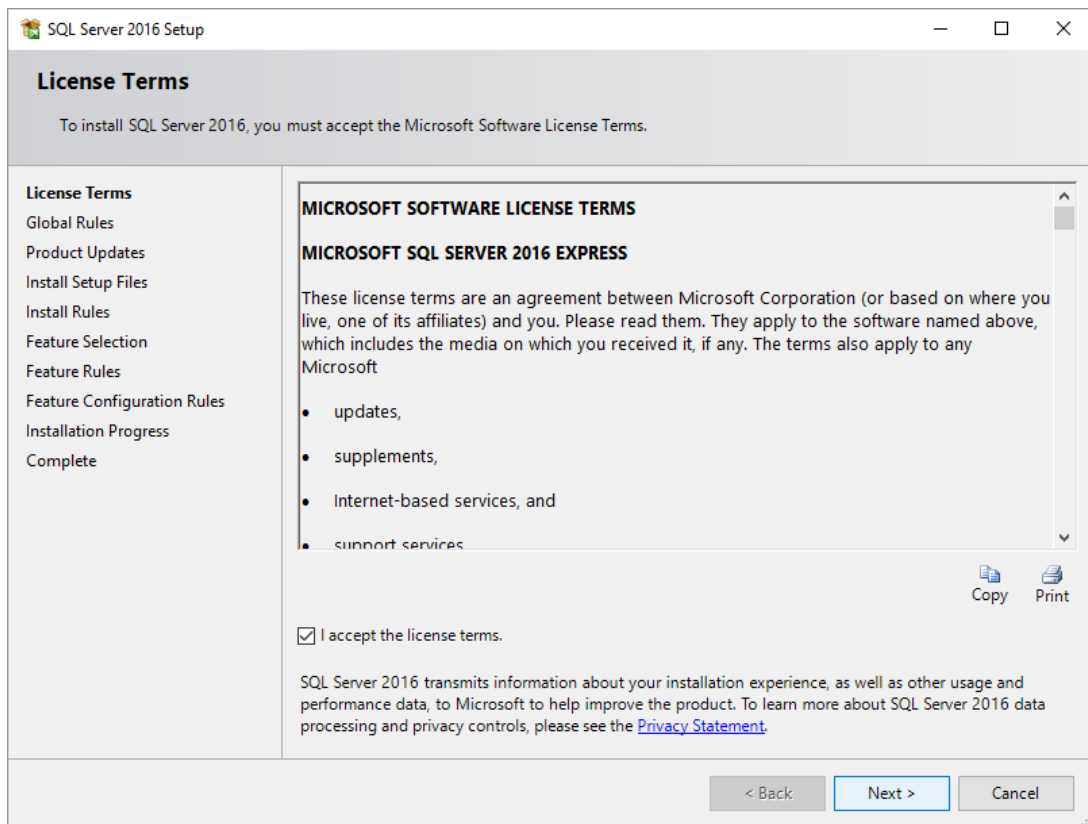 SQL Server 2016 Setup
License Terms
To install SQL Server 2016, you must accept the Microsoft Software License Terms.
License Terms
Global Rules
Product Updates
Install Setup Files
Install Rules
Feature Selection
Feature Rules
Feature Configuration Rules
Installation Progress
Complete
MICROSOFT SOFTWARE LICENSE TERMS
MICROSOFT SQL SERVER 2016 EXPRESS
These license terms are an agreement between Microsoft Corporation (or based on where you
live, one of its affiliates) and you. Please read them. They apply to the software named above,
which includes the media on which you received it, if any. The terms also apply to any
Microsoft
• updates,
• supplements,
• Internet-based services, and
• support services
Copy
Print
I accept the license terms.
SQL Server 2016 transmits information about your installation experience, as well as other usage and
performance data, to Microsoft to help improve the product. To learn more about SQL Server 2016 data
processing and privacy controls, please see the Privacy Statement.
< Back
Next >
Cancel